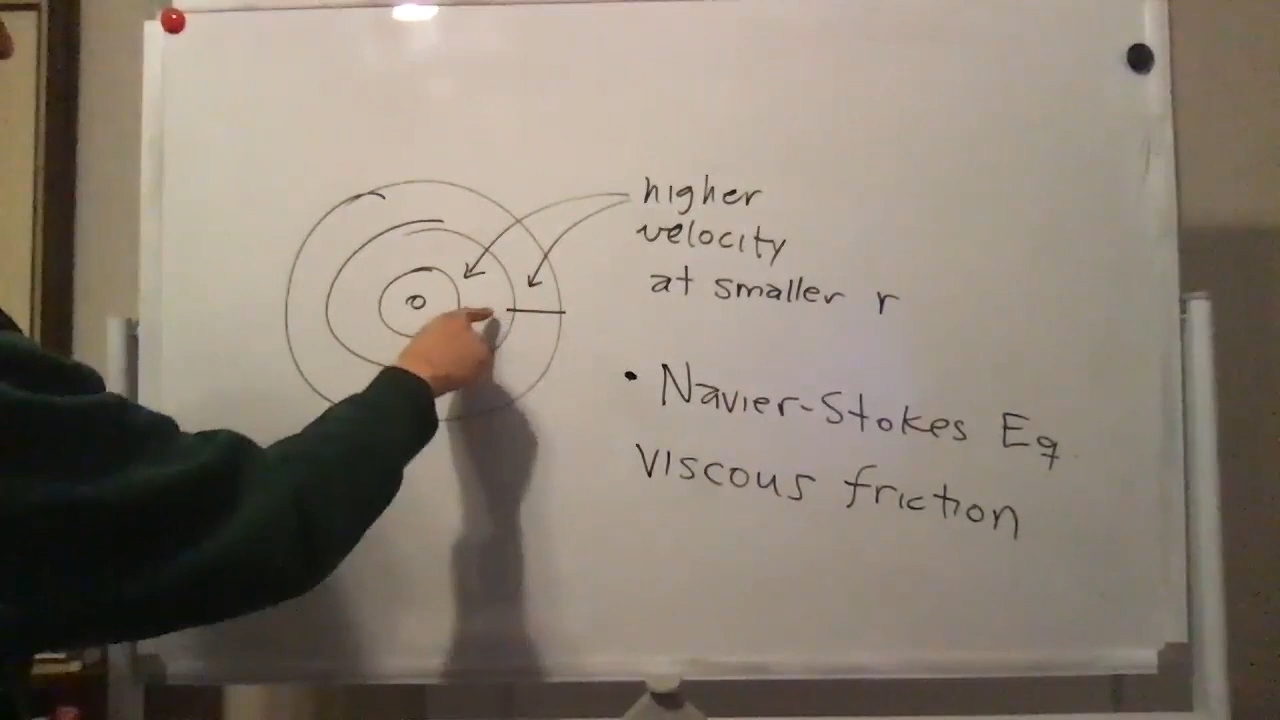 higher
velocity
at smaller r
• Navier-Stokes Eq.
viscous friction